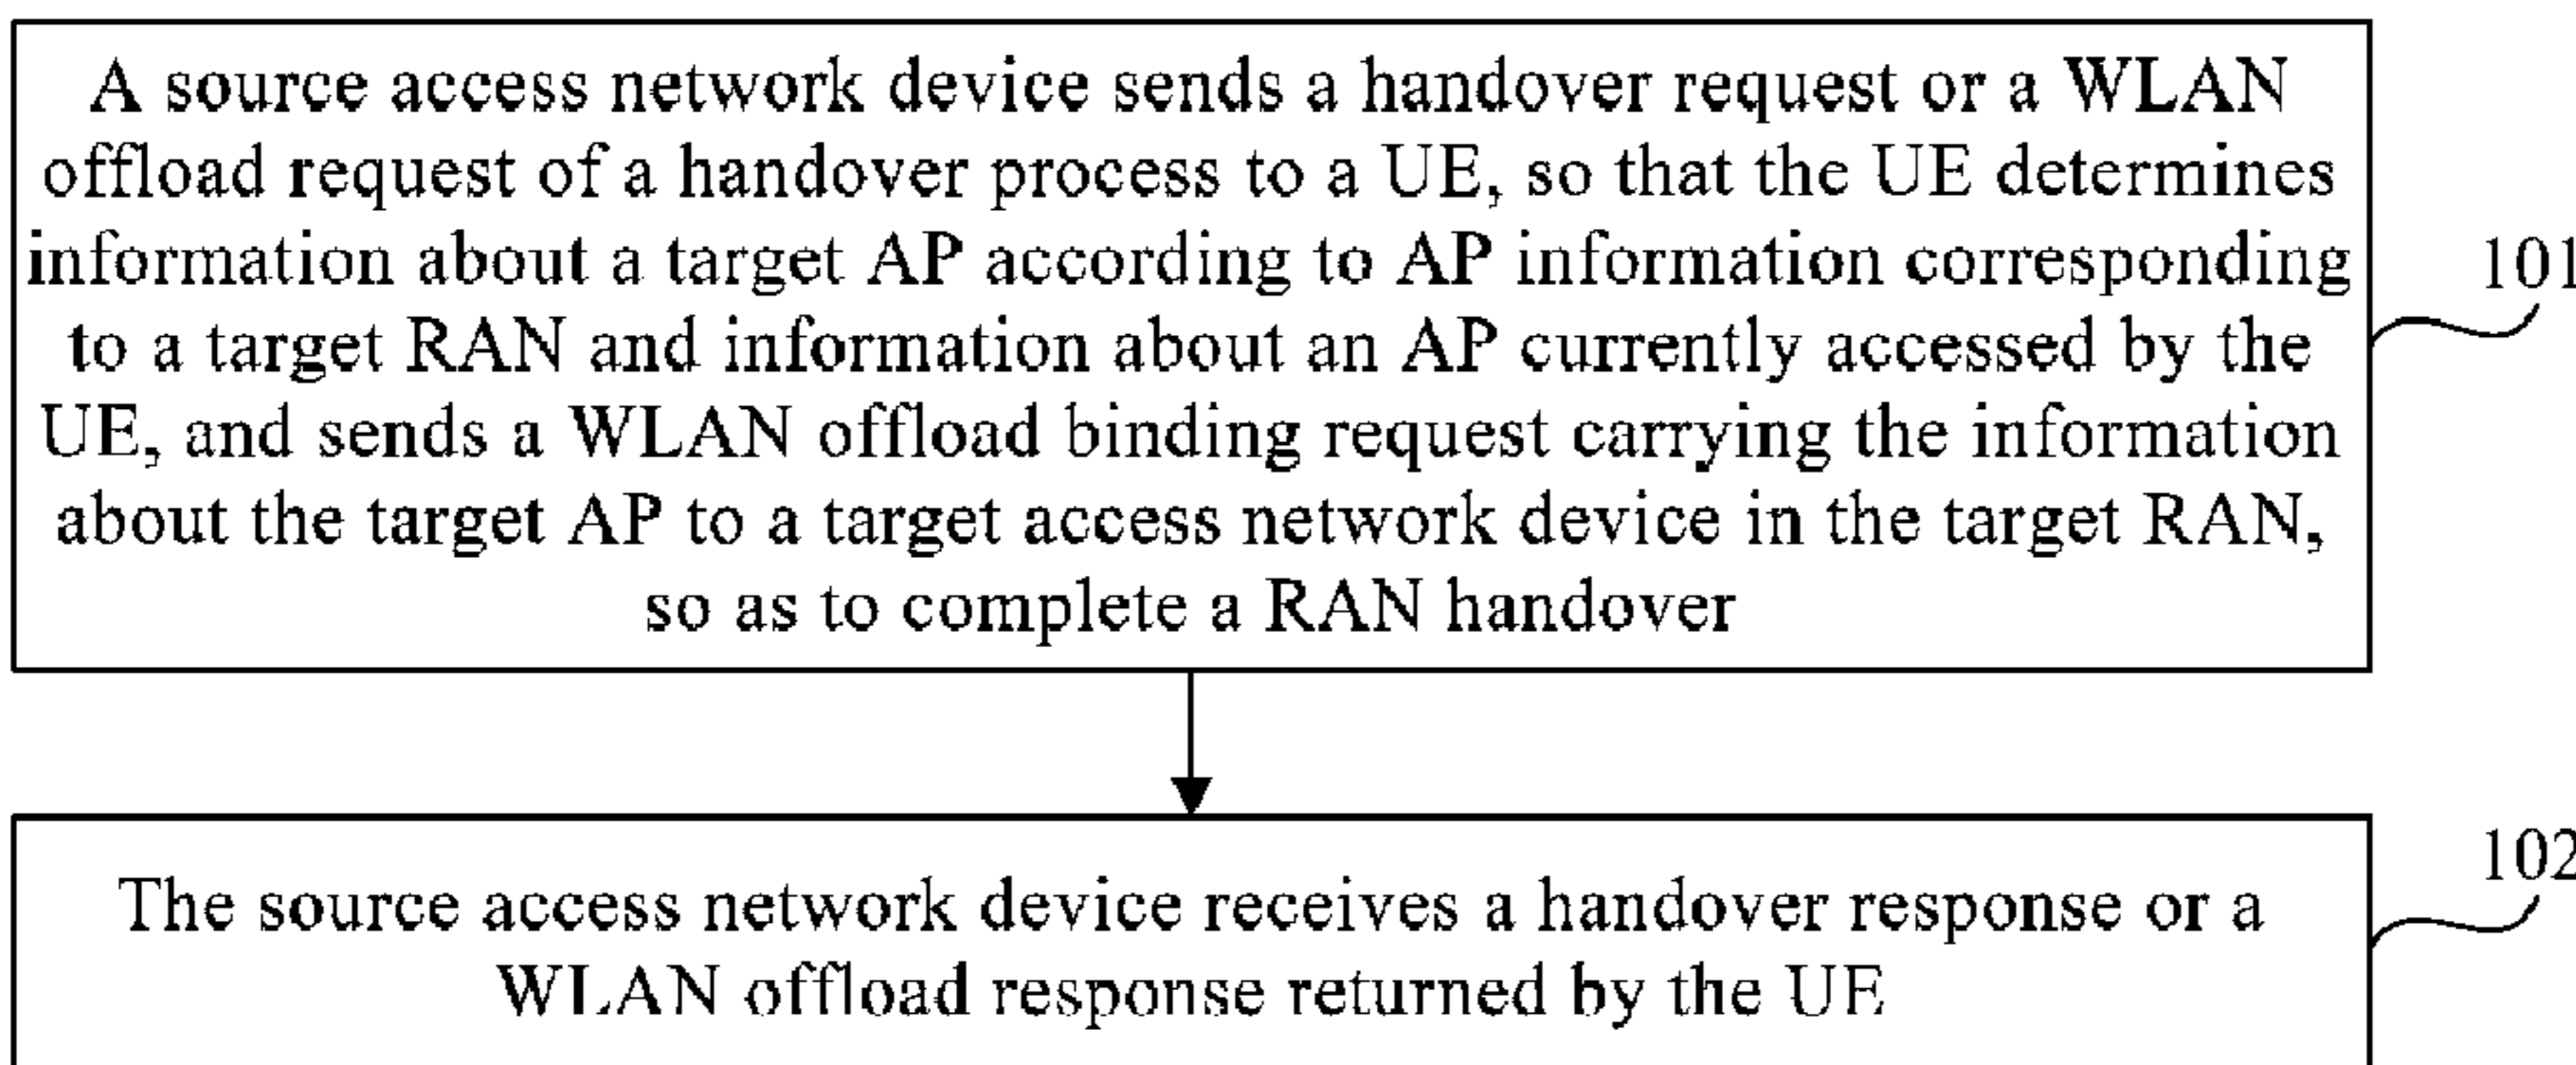 A source access network device sends a handover request or a WLAN
offload request of a handover process to a UE, so that the UE determines
information about a target AP according to AP information corresponding
to a target RAN and information about an AP currently accessed by the
UE, and sends a WLAN offload binding request carrying the information
about the target AP to a target access network device in the target RAN,
so as to complete a RAN handover
101
The source access network device receives a handover response or a
WLAN offload response returned by the UE
102